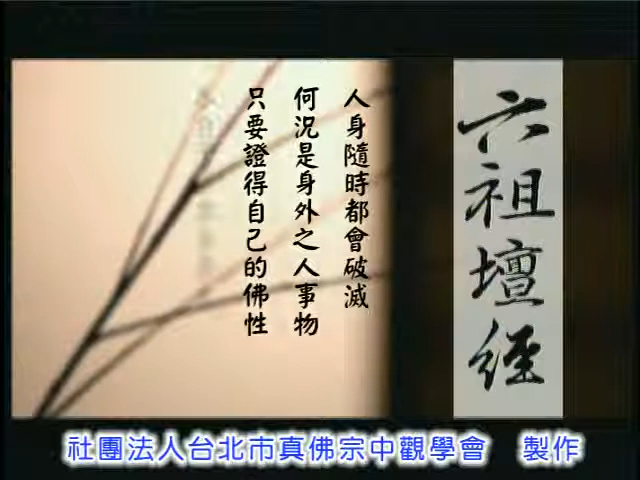 六祖壇經
人身隨時都會破滅
何況是身外之人事物
只要證得自己的佛性
社團法人台北市真佛宗中觀學會　製作